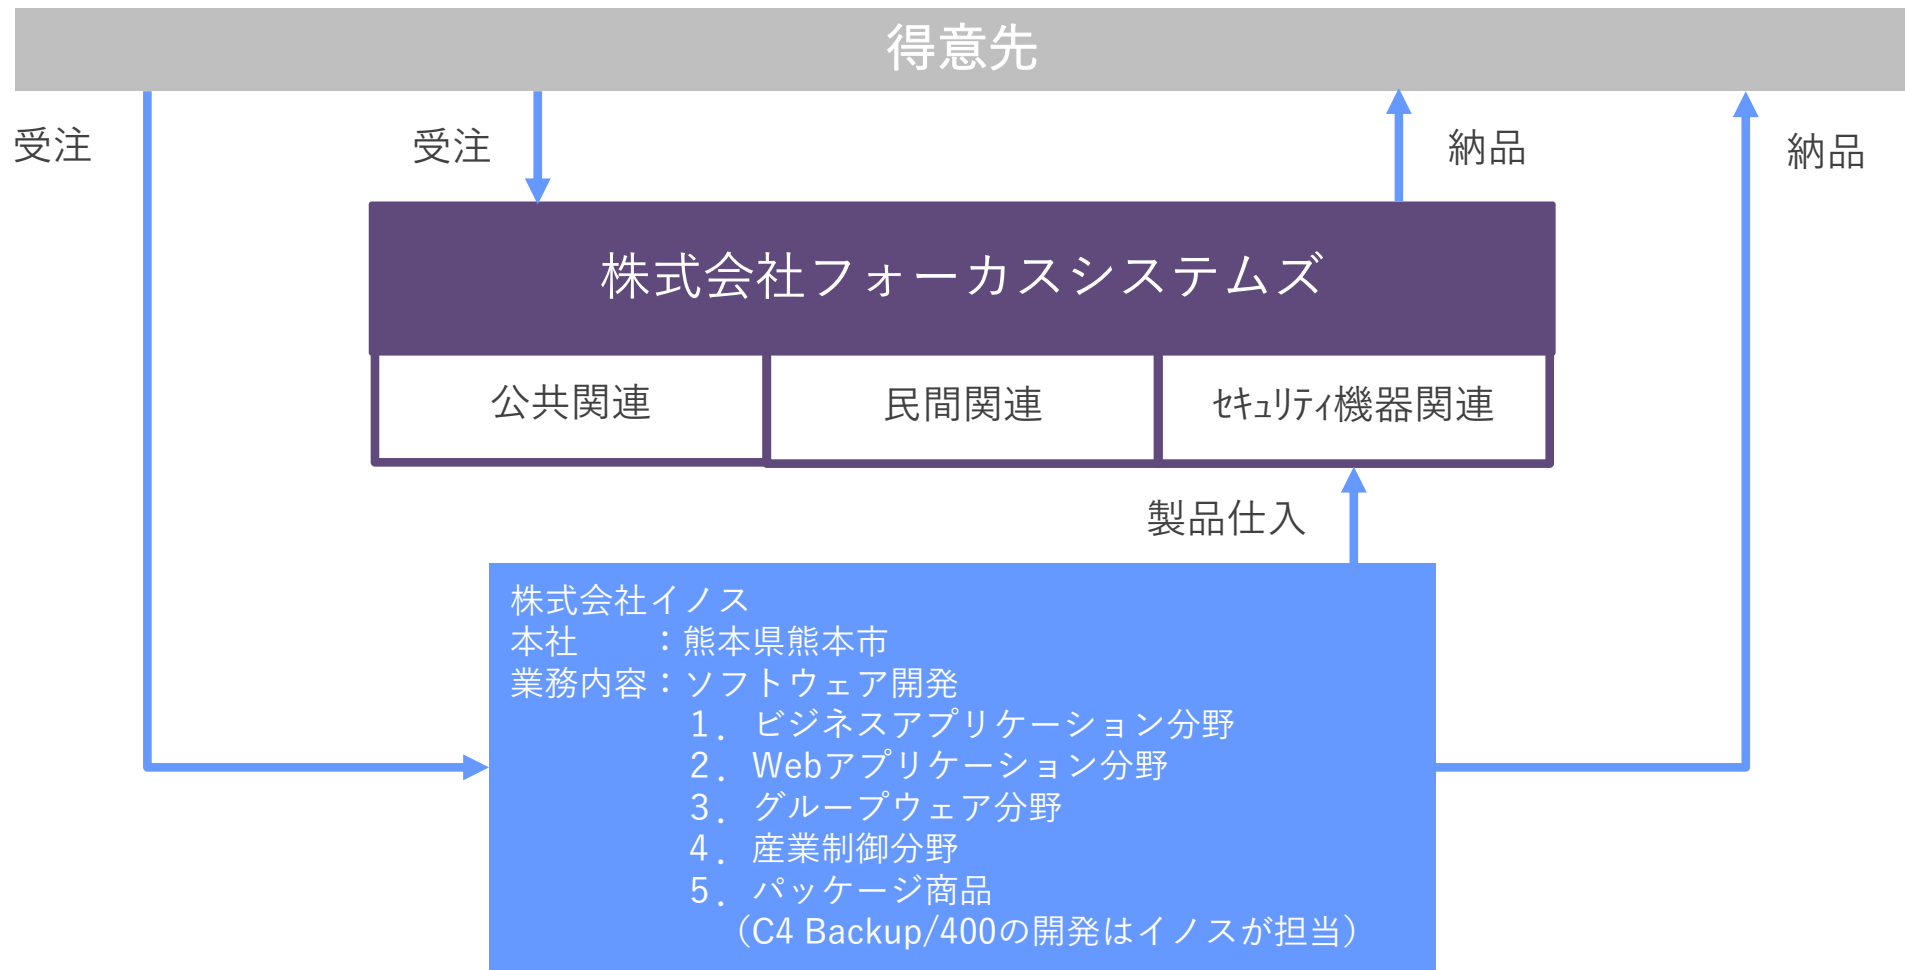 得意先
受注
受注
納品
納品
株式会社フォーカスシステムズ
公共関連
民間関連
ｾｷｭﾘﾃｨ機器関連
製品仕入
株式会社イノス
本社　　：熊本県熊本市
業務内容：ソフトウェア開発
1．ビジネスアプリケーション分野
2．Webアプリケーション分野
3．グループウェア分野
4．産業制御分野
5．パッケージ商品
（C4 Backup/400の開発はイノスが担当）